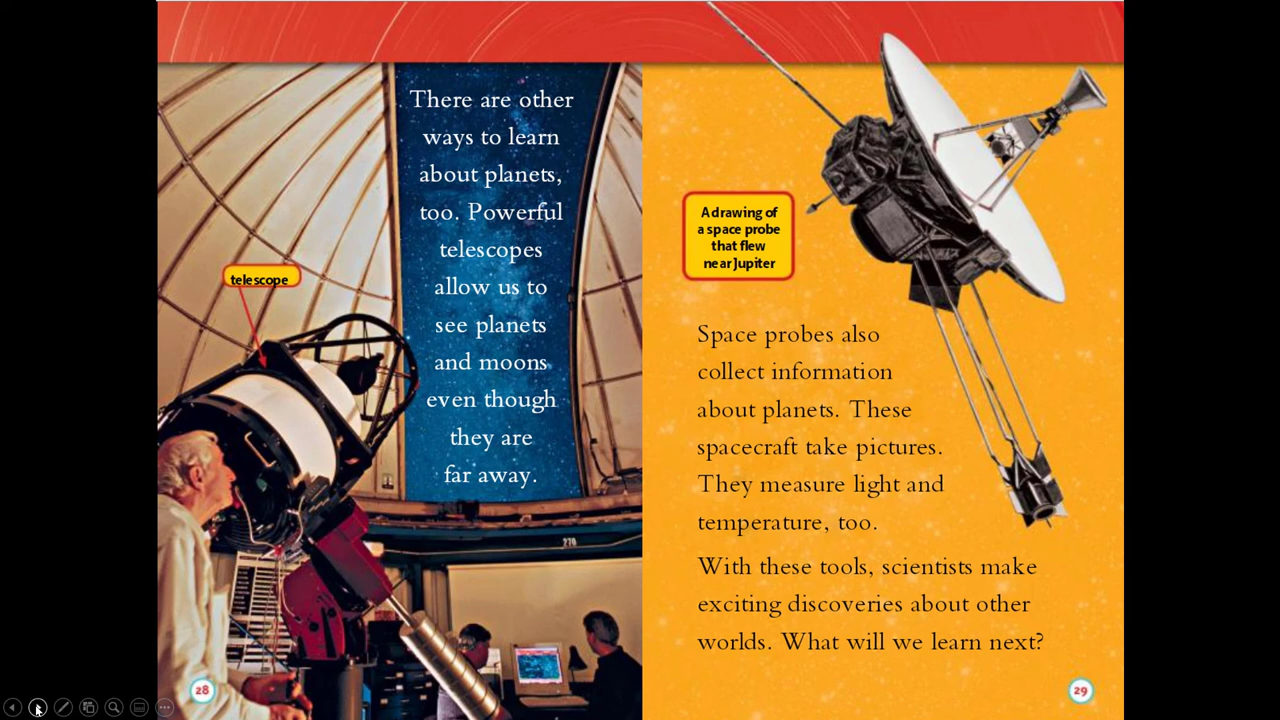 There are other
ways to learn
about planets,
too. Powerful
telescopes
allow us to
see planets
and moons
even though
they are
far away.
telescope
270
28
A drawing of
a space probe
that flew
near Jupiter
Space probes also
collect information
about planets. These
spacecraft take pictures.
They measure light and
temperature, too.
With these tools, scientists make
exciting discoveries about other
worlds. What will we learn next?
29